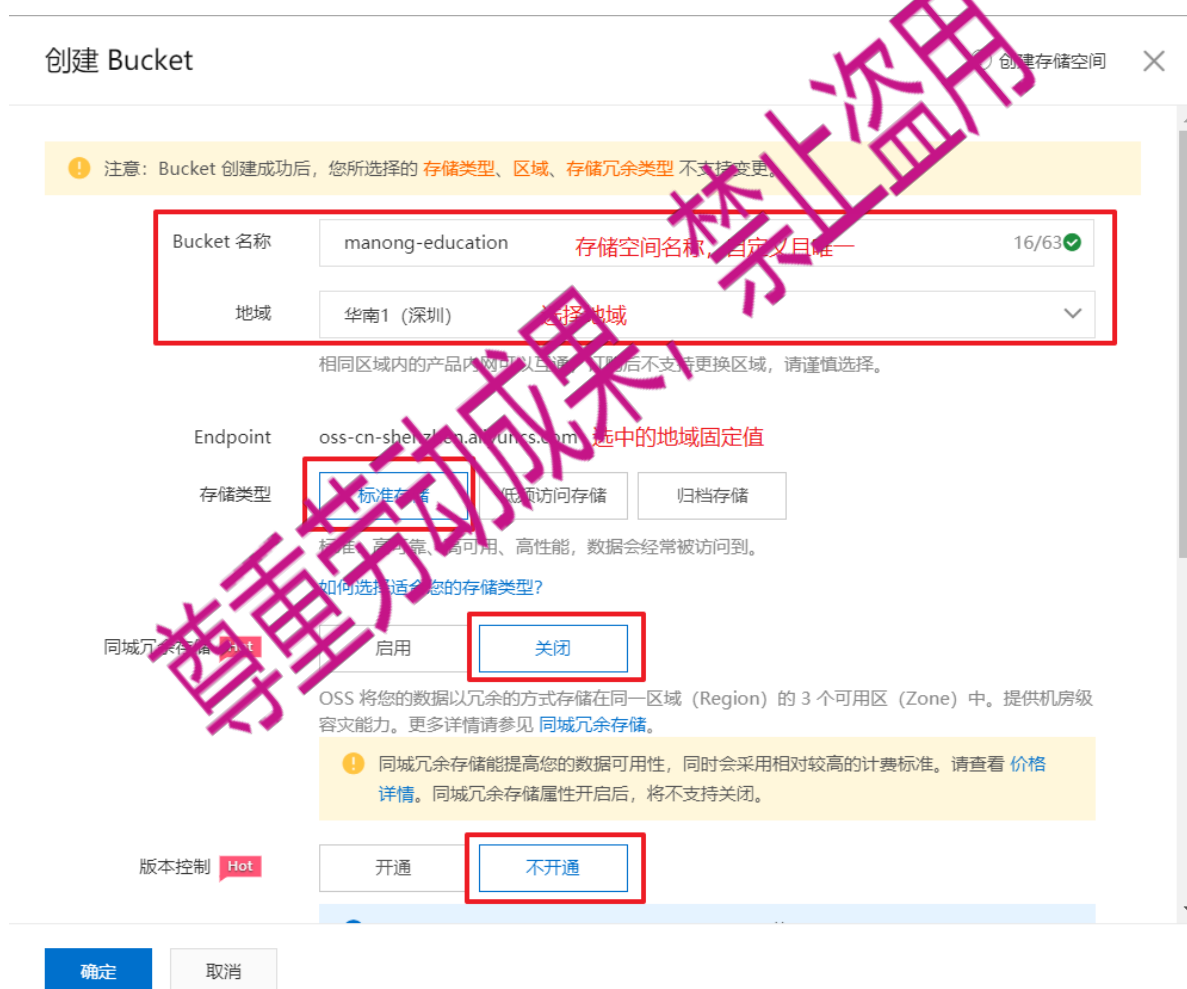 创建 Bucket
创建存储空间
注意：Bucket 创建成功后，您所选择的 存储类型、区域、存储冗余类型 不支持变更。
Bucket 名称
manong-education
存储空间名称，自定义且唯一
16/63
地域
华南1（深圳）
选择地域
相同区域内的产品内网可以互通；订购后不支持更换区域，请谨慎选择。
Endpoint
oss-cn-shenzhen.aliyuncs.com
选中的地域固定值
存储类型
标准存储
低频访问存储
归档存储
标准：高可靠、高可用、高性能，数据会经常被访问到。
如何选择适合您的存储类型？
同城冗余存储
Hot
启用
关闭
OSS 将您的数据以冗余的方式存储在同一区域（Region）的 3 个可用区（Zone）中。提供机房级
容灾能力。更多详情请参见 同城冗余存储。
同城冗余存储能提高您的数据可用性，同时会采用相对较高的计费标准。请查看 价格
详情。同城冗余存储属性开启后，将不支持关闭。
版本控制
Hot
开通
不开通
确定
取消
尊重劳动成果，禁止盗用